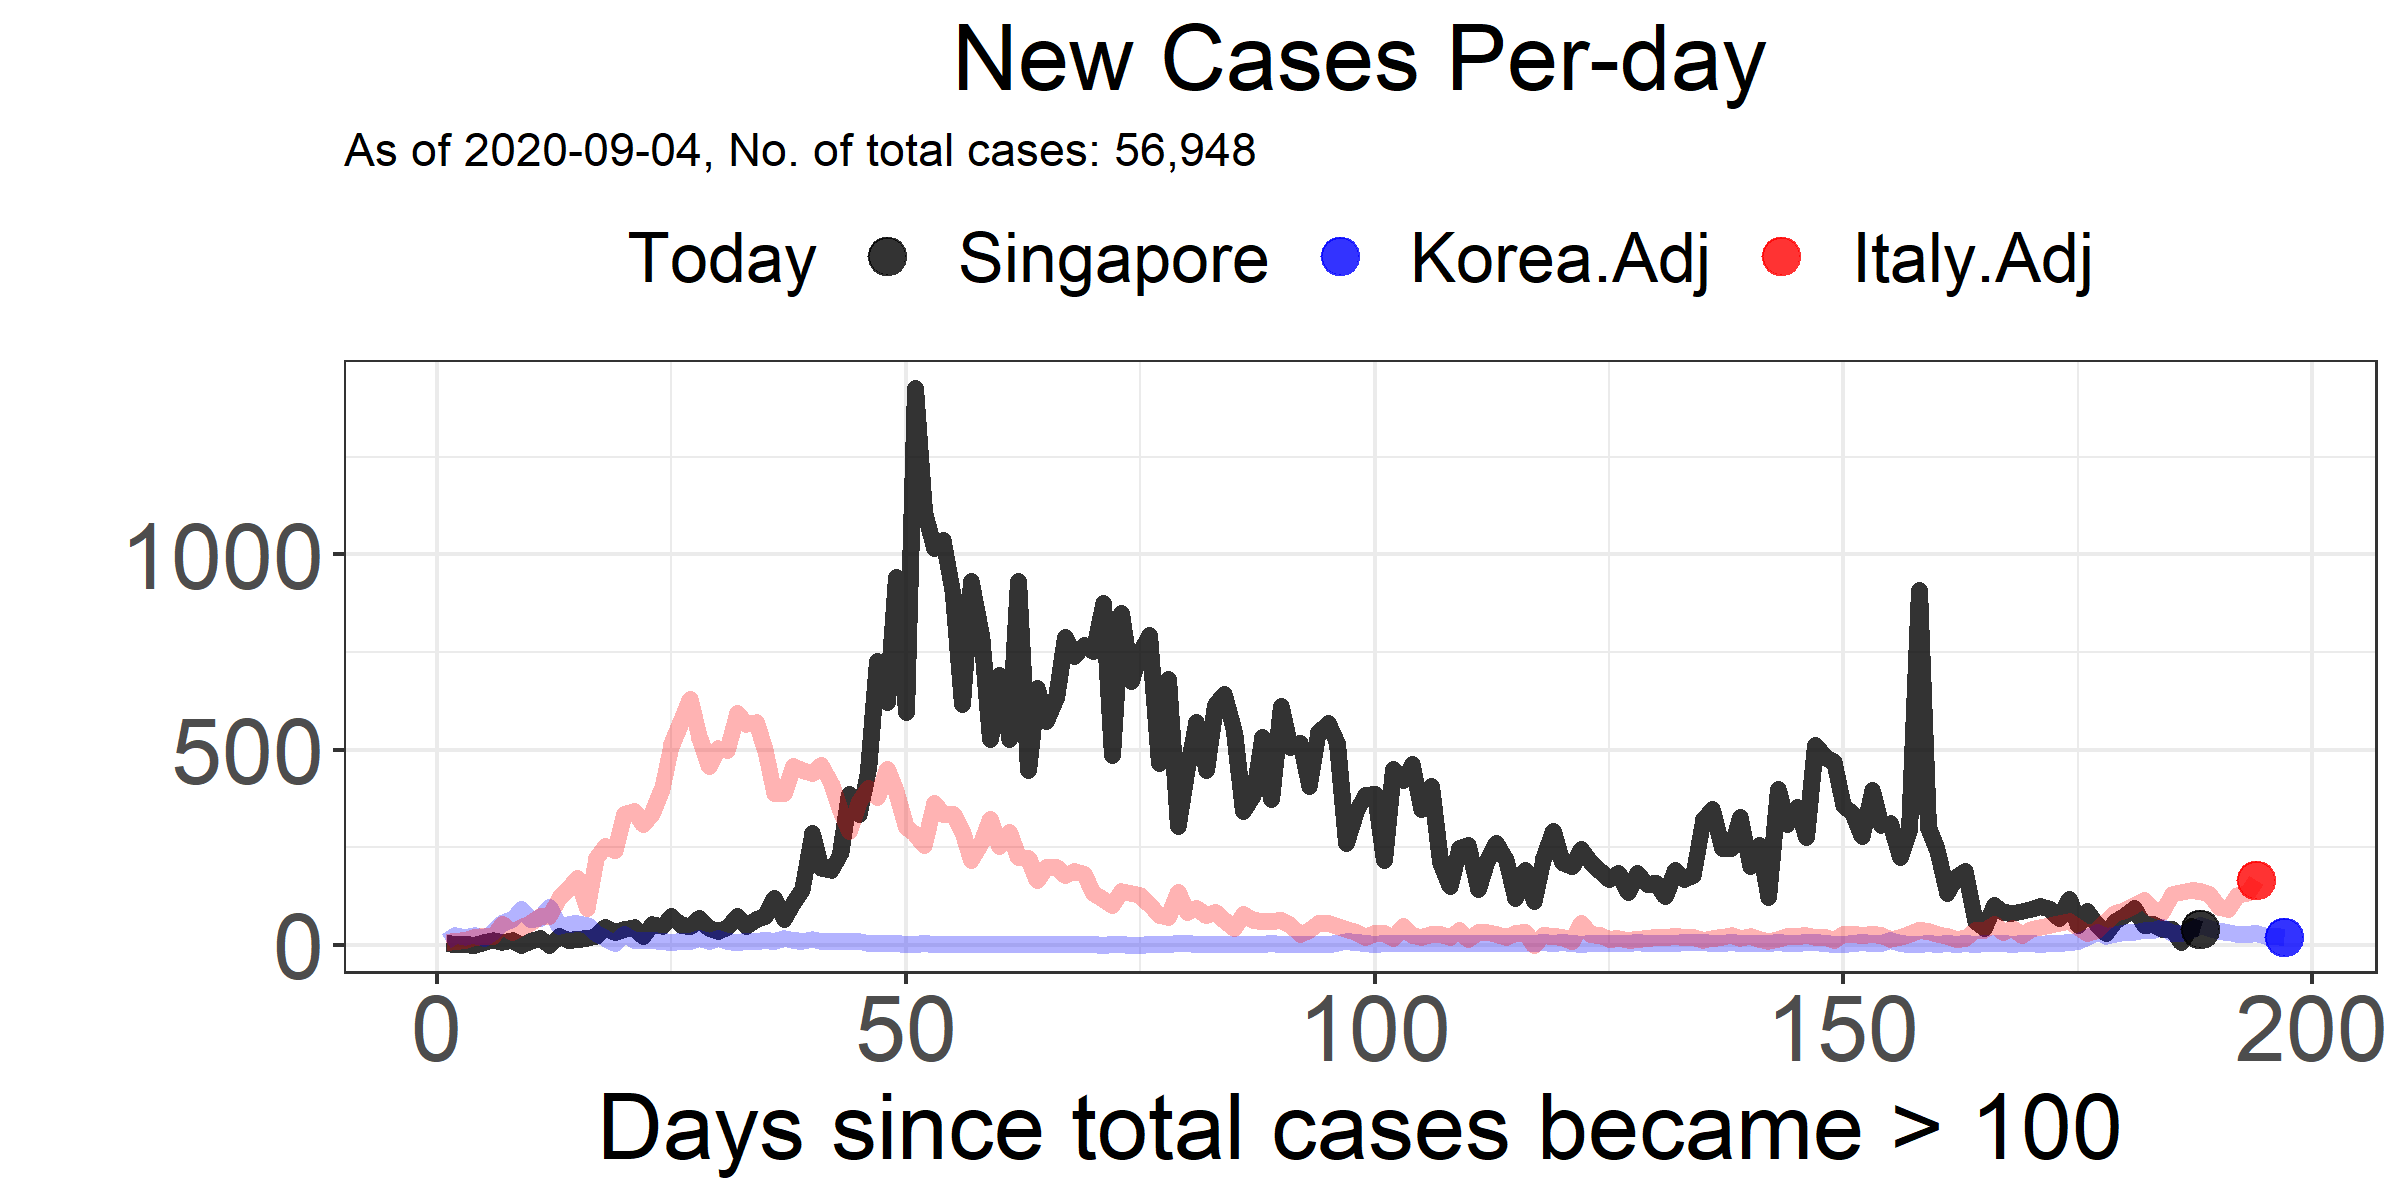 New Cases Per-day
As of 2020-09-04, No. of total cases: 56,948
Today Singapore Korea.Adj Italy.Adj
1000
500
0
0 50 100 150 200
Days since total cases became > 100